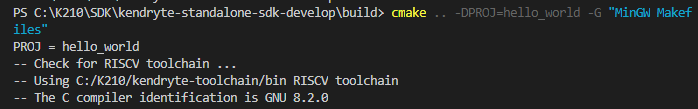 PS C:\K210\SDK\kendryte-standalone-sdk-develop\build> cmake .. -DPROJ=hello_world -G "MinGW Makef
iles"
PROJ = hello_world
-- Check for RISCV toolchain ...
-- Using C:/K210/kendryte-toolchain/bin RISCV toolchain
-- The C compiler identification is GNU 8.2.0